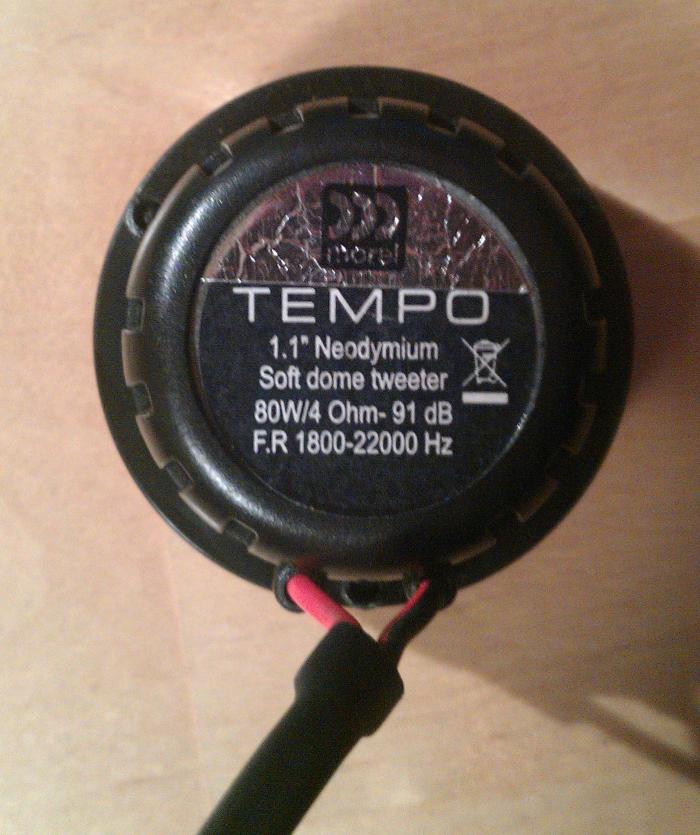 morel
TEMPO
1.1" Neodymium
Soft dome tweeter
80W/4 Ohm- 91 dB
F.R 1800-22000 Hz